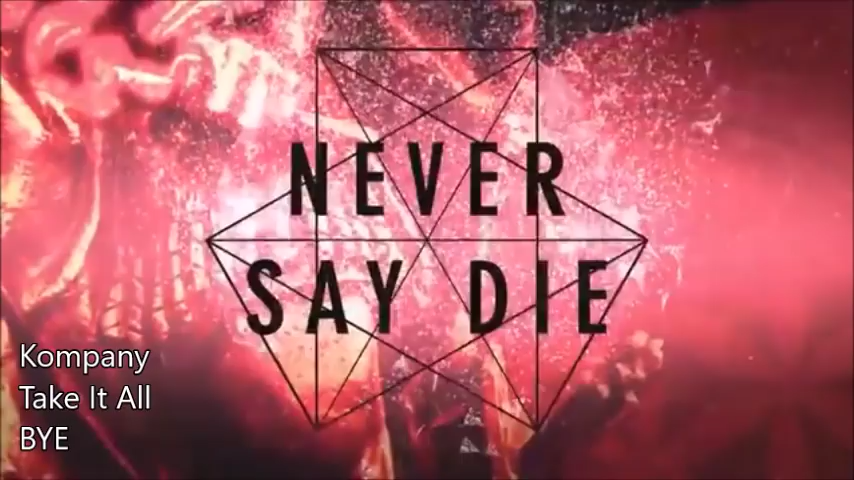 NEVER
SAY DIE
Kompany
Take It All
BYE